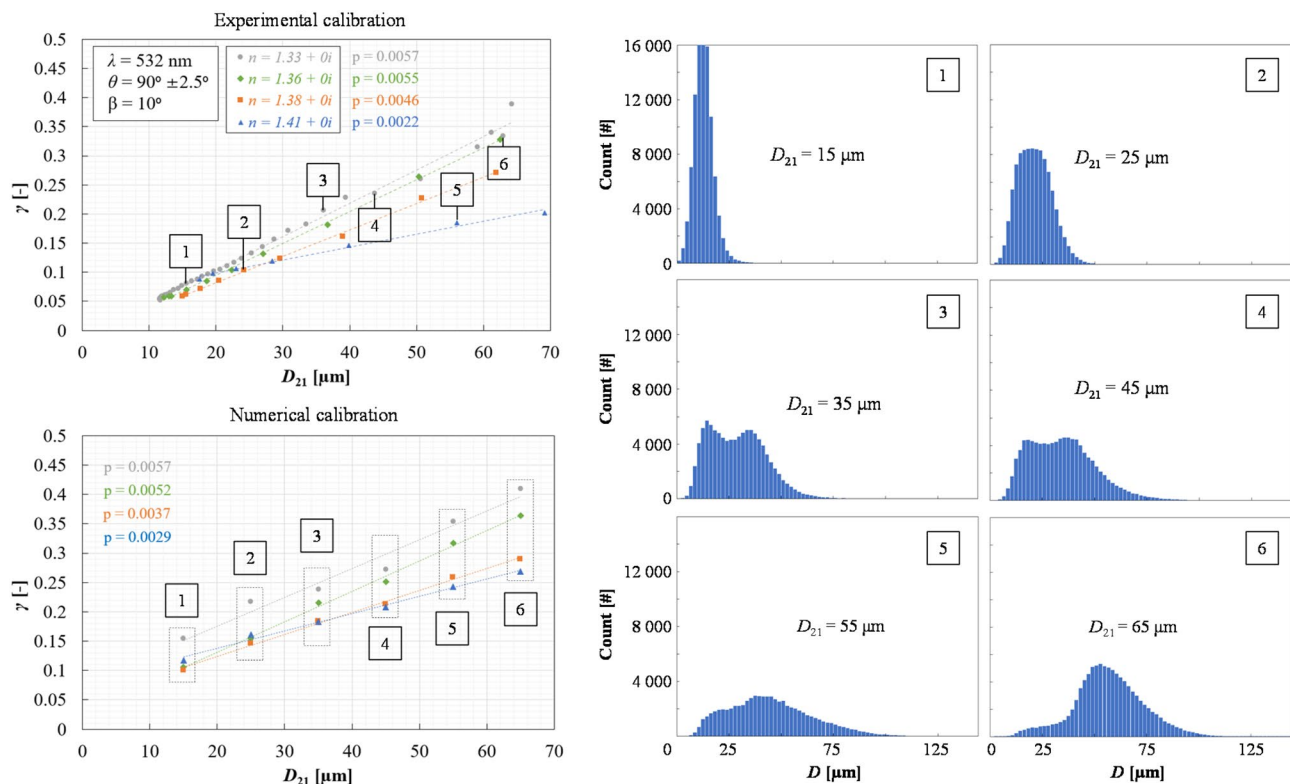 Experimental calibration
0.5
0.45
0.4
0.35
0.3
0.25
0.2
0.15
0.1
0.05
0
γ [-]
λ = 532 nm
θ = 90º ±2.5º
β = 10º
n = 1.33 + 0i p = 0.0057
n = 1.36 + 0i p = 0.0055
n = 1.38 + 0i p = 0.0046
n = 1.41 + 0i p = 0.0022
1
2
3
4
5
6
0 10 20 30 40 50 60 70
D21 [µm]
Numerical calibration
0.5
0.45
0.4
0.35
0.3
0.25
0.2
0.15
0.1
0.05
0
γ [-]
p = 0.0057
p = 0.0052
p = 0.0037
p = 0.0029
1
2
3
4
5
6
0 10 20 30 40 50 60 70
D21 [µm]
16 000
12 000
8 000
4 000
Count [#]
1
D21 = 15 µm
2
D21 = 25 µm
12 000
8 000
4 000
0
Count [#]
3
D21 = 35 µm
4
D21 = 45 µm
12 000
8 000
4 000
Count [#]
5
D21 = 55 µm
6
D21 = 65 µm
25 75 125
D [µm]
25 75 125
D [µm]